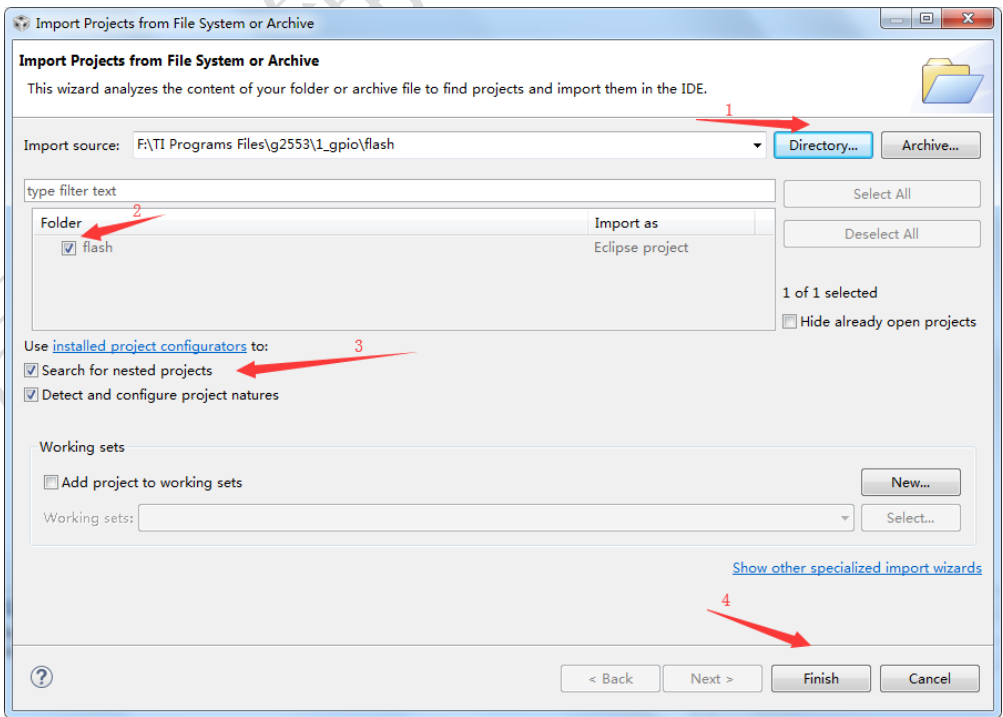 Import Projects from File System or Archive
Import Projects from File System or Archive
This wizard analyzes the content of your folder or archive file to find projects and import them in the IDE.
1
Import source: F:\TI Programs Files\g2553\1_gpio\flash Directory... Archive...
type filter text Select All
2
Folder Import as
Deselect All
flash Eclipse project
1 of 1 selected
Hide already open projects
Use installed project configurators to:
3
Search for nested projects
Detect and configure project natures
Working sets
Add project to working sets New...
Working sets: Select...
Show other specialized import wizards
4
? < Back Next > Finish Cancel